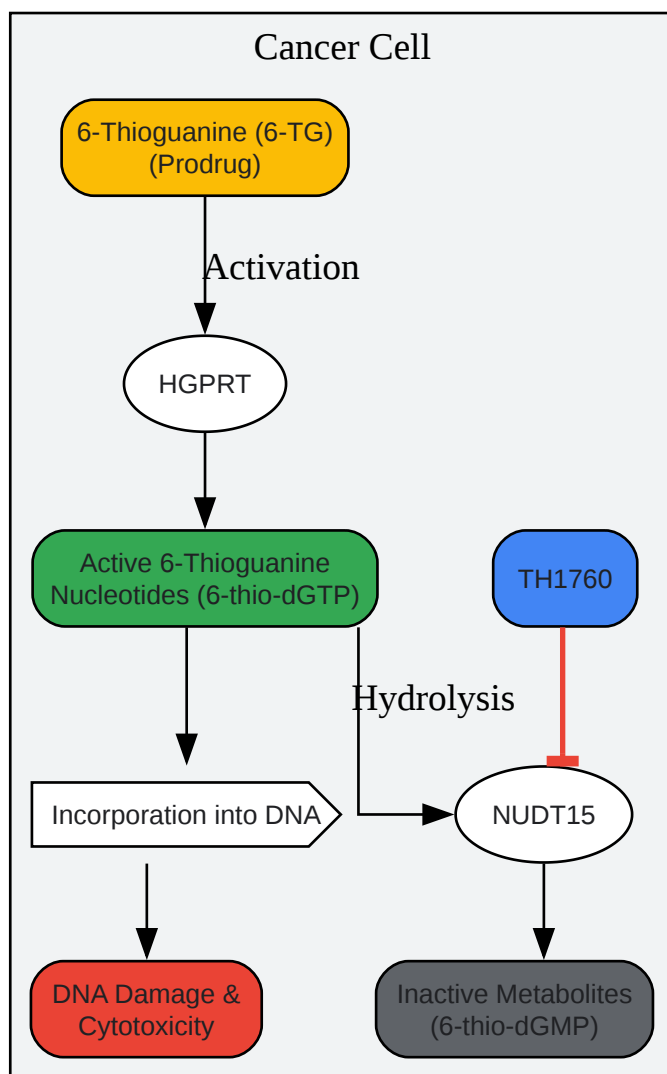 Cancer Cell
6-Thioguanine (6-TG)
(Prodrug)
Activation
HGPRT
Active 6-Thioguanine
Nucleotides (6-thio-dGTP)
TH1760
Hydrolysis
Incorporation into DNA
NUDT15
DNA Damage &
Cytotoxicity
Inactive Metabolites
(6-thio-dGMP)